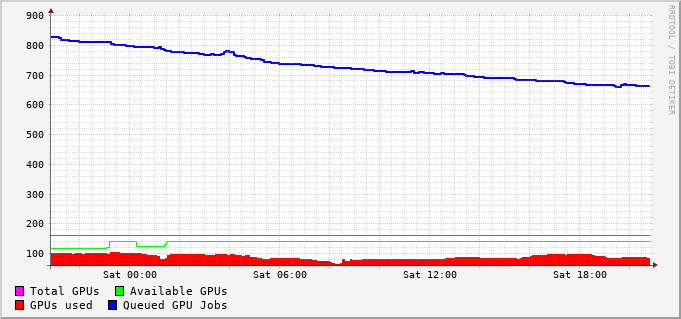 900
800
700
600
500
400
300
200
100
Sat 00:00 Sat 06:00 Sat 12:00 Sat 18:00
Total GPUs Available GPUs
GPUs used Queued GPU Jobs
RRDTOOL / TOBI OETIKER